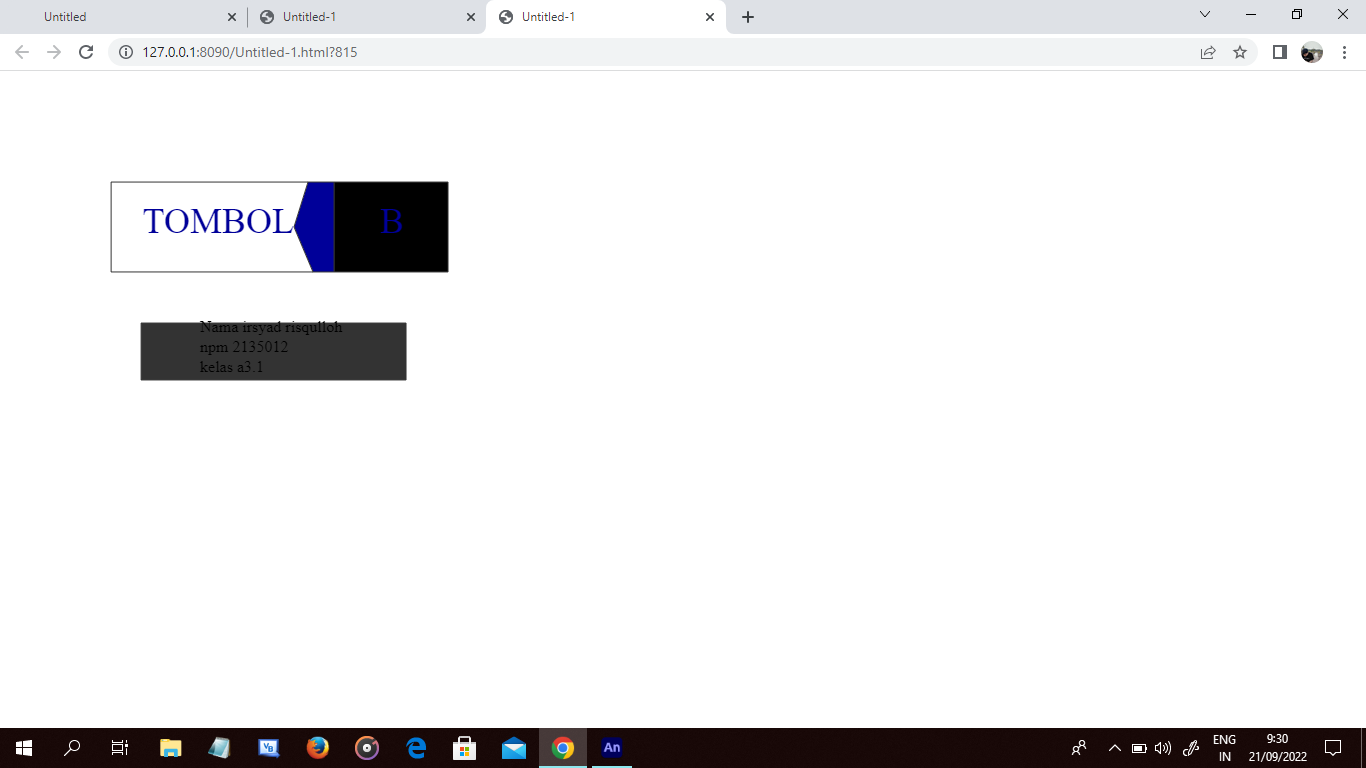 Untitled
Untitled-1
Untitled-1
127.0.0.1:8090/Untitled-1.html?815
TOMBOL B
Nama irsyad risqulloh
npm 2135012
kelas a3.1
VB
An
ENG
IN
9:30
21/09/2022